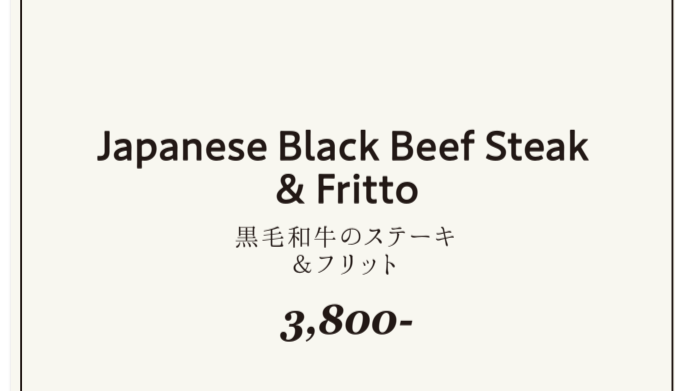 Japanese Black Beef Steak
& Fritto
黒毛和牛のステーキ
&フリット
3,800-